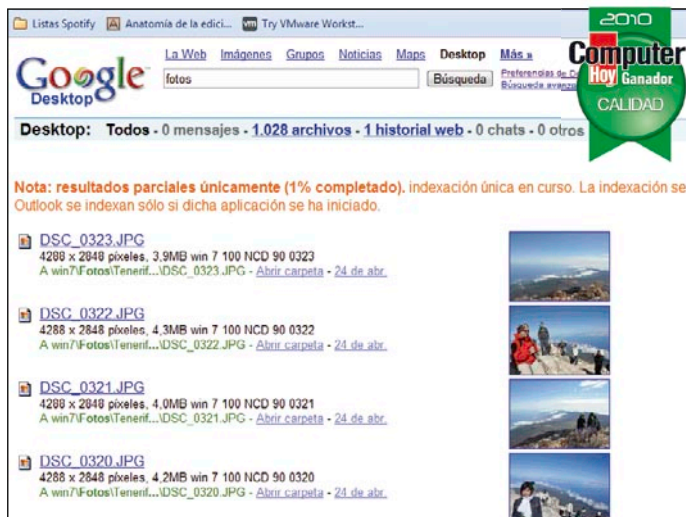 Listas Spotify Anatomía de la edici... vm Try VMware Workst...
2010
Computer
Hoy Ganador
CALIDAD
La Web Imágenes Grupos Noticias Maps Desktop Más »
Google
Desktop
fotos Búsqueda
Preferencias de
Búsqueda
Desktop: Todos - 0 mensajes - 1.028 archivos - 1 historial web - 0 chats - 0 otros
Nota: resultados parciales únicamente (1% completado). indexación única en curso. La indexación se
Outlook se indexan sólo si dicha aplicación se ha iniciado.
DSC_0323.JPG
4288 x 2848 píxeles, 3,9MB win 7 100 NCD 90 0323
A win7\Fotos\Tenerif...\DSC_0323.JPG - Abrir carpeta - 24 de abr.
DSC_0322.JPG
4288 x 2848 píxeles, 4,3MB win 7 100 NCD 90 0322
A win7\Fotos\Tenerif...\DSC_0322.JPG - Abrir carpeta - 24 de abr.
DSC_0321.JPG
4288 x 2848 píxeles, 4,0MB win 7 100 NCD 90 0321
A win7\Fotos\Tenerif...\DSC_0321.JPG - Abrir carpeta - 24 de abr.
DSC_0320.JPG
4288 x 2848 píxeles, 4,2MB win 7 100 NCD 90 0320
A win7\Fotos\Tenerif...\DSC_0320.JPG - Abrir carpeta - 24 de abr.